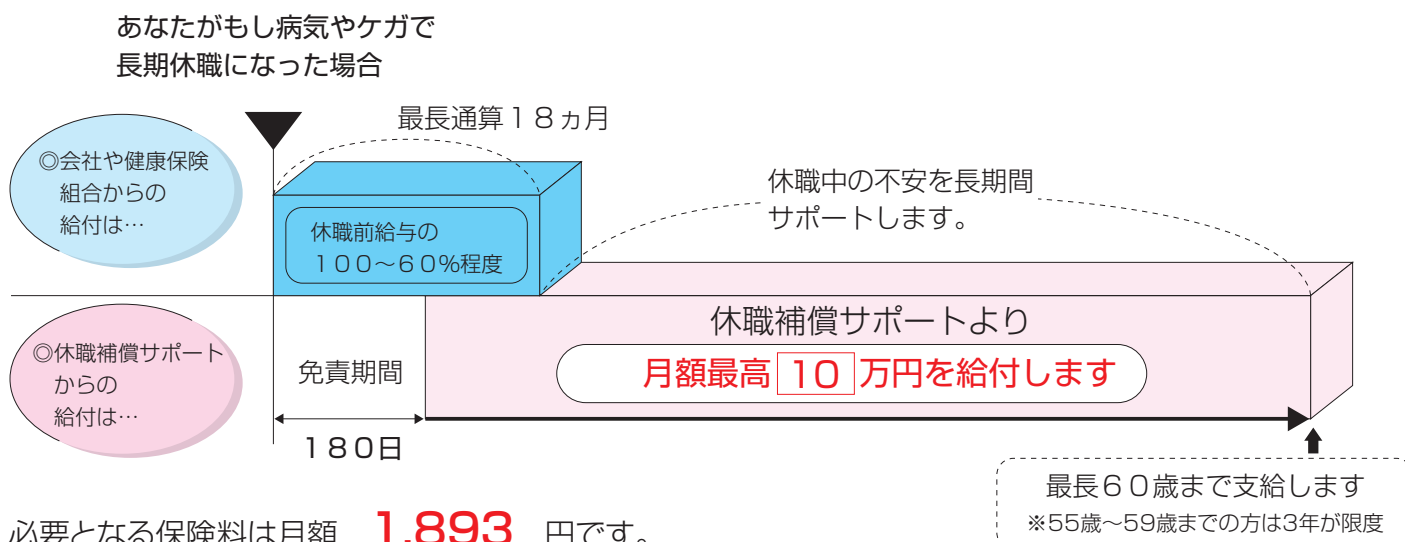 あなたがもし病気やケガで
長期休職になった場合
最長通算１８ヵ月
◎会社や健康保険
組合からの
給付は…
休職前給与の
１００～６０％程度
休職中の不安を長期間
サポートします。
◎休職補償サポート
からの
給付は…
免責期間
１８０日
休職補償サポートより
月額最高 10 万円を給付します
最長６０歳まで支給します
※55歳～59歳までの方は3年が限度
必要となる保険料は月額 1,893 円です。